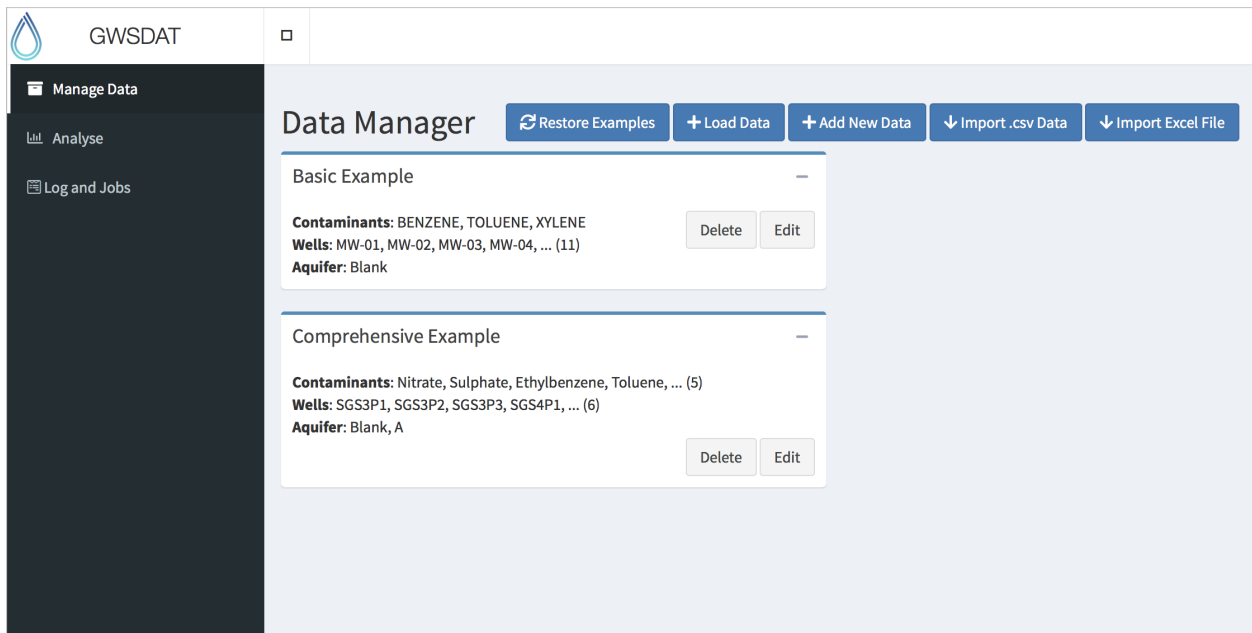 GWSDAT
Manage Data
Analyse
Log and Jobs
Data Manager
Restore Examples
Load Data
Add New Data
Import .csv Data
Import Excel File
Basic Example
Contaminants: BENZENE, TOLUENE, XYLENE
Wells: MW-01, MW-02, MW-03, MW-04, ... (11)
Aquifer: Blank
Delete
Edit
Comprehensive Example
Contaminants: Nitrate, Sulphate, Ethylbenzene, Toluene, ... (5)
Wells: SGS3P1, SGS3P2, SGS3P3, SGS4P1, ... (6)
Aquifer: Blank, A
Delete
Edit